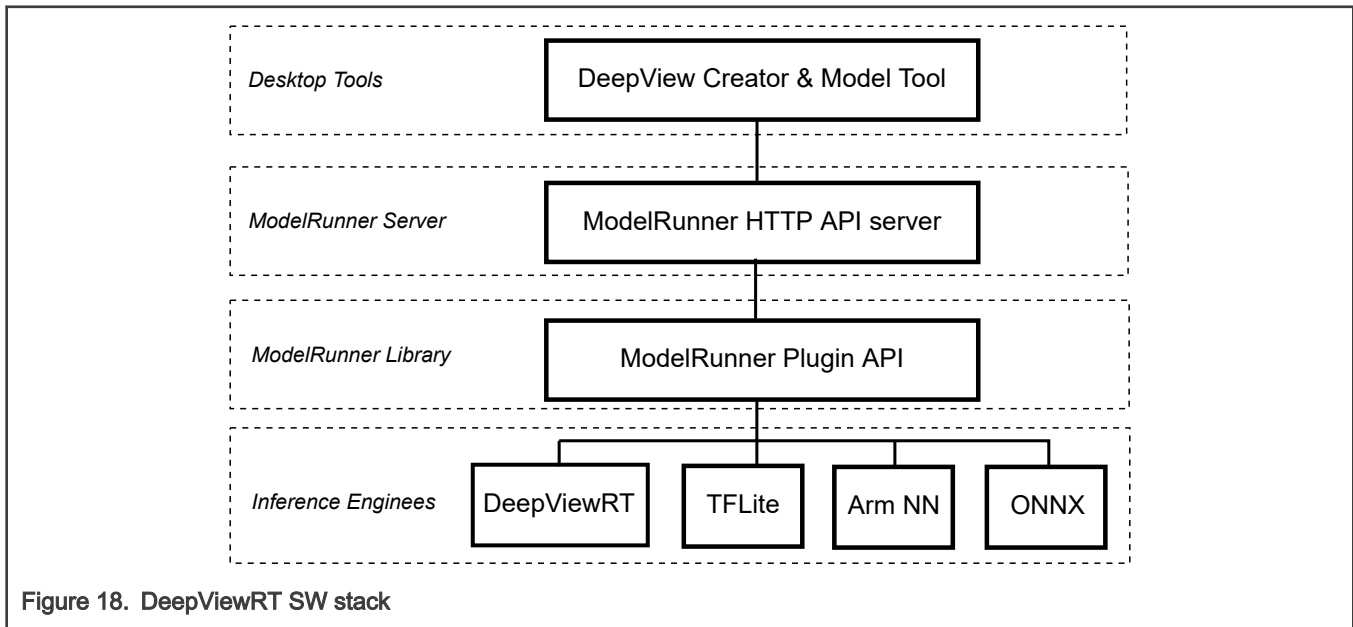 Desktop Tools
DeepView Creator & Model Tool
ModelRunner Server
ModelRunner HTTP API server
ModelRunner Library
ModelRunner Plugin API
Inference Enginees
DeepViewRT
TFLite
Arm NN
ONNX
Figure 18. DeepViewRT SW stack